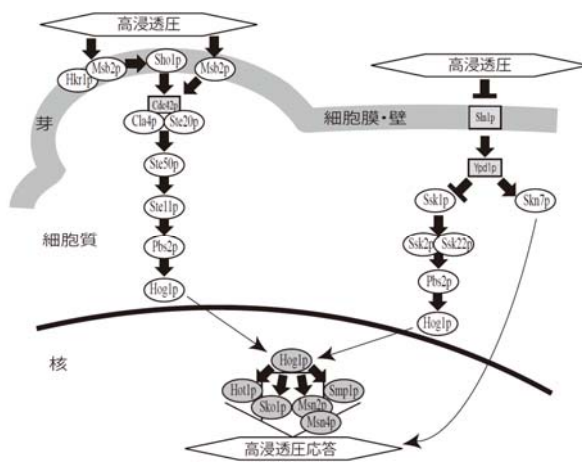 高浸透圧
Hkr1p
Msb2p
Sho1p
Msb2p
芽
Cdc42p
Cla4p
Ste20p
Ste50p
Ste11p
Pbs2p
Hog1p
細胞膜・壁
細胞質
高浸透圧
Sln1p
Ypd1p
Ssk1p
Skn7p
Ssk2p
Ssk22p
Pbs2p
Hog1p
核
Hog1p
Hot1p
Sko1p
Msn2p
Msn4p
Smp1p
高浸透圧応答